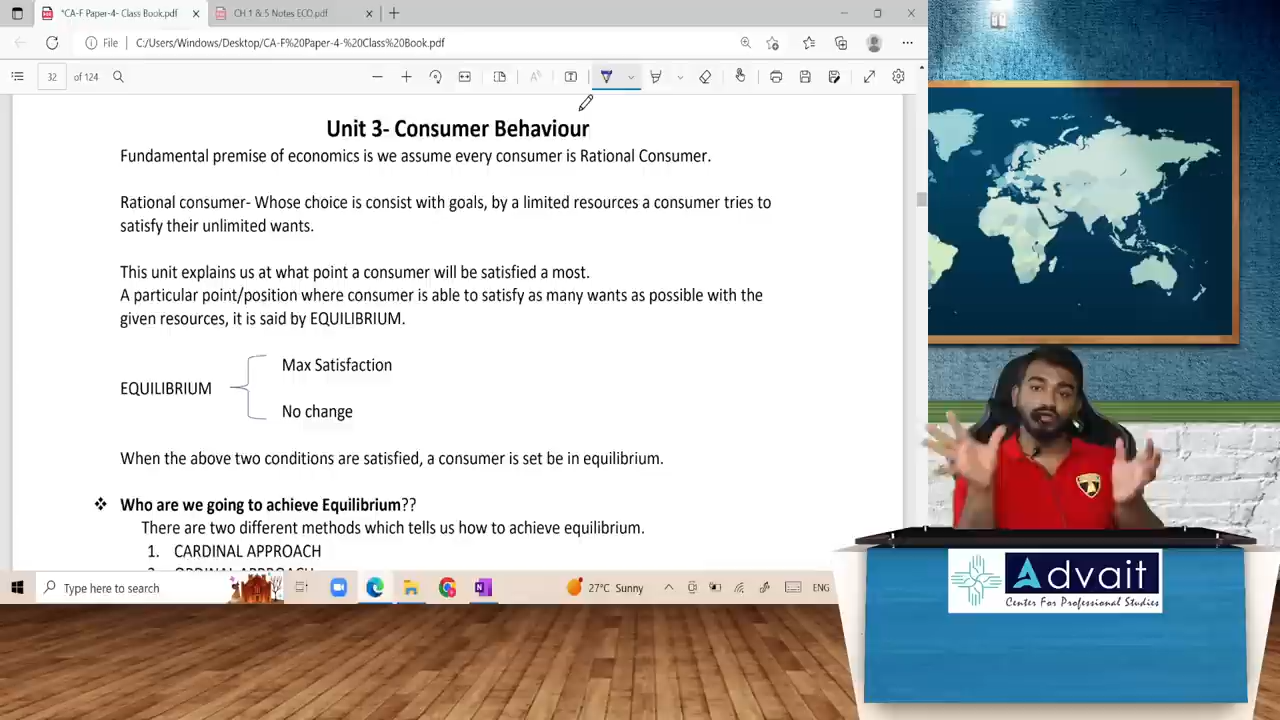 *CA-F Paper-4- Class Book.pdf
CH 1 & 5 Notes ECO.pdf
File
C:/Users/Windows/Desktop/CA-F%20Paper-4-%20Class%20Book.pdf
32 of 124
Unit 3- Consumer Behaviour
Fundamental premise of economics is we assume every consumer is Rational Consumer.
Rational consumer- Whose choice is consist with goals, by a limited resources a consumer tries to
satisfy their unlimited wants.
This unit explains us at what point a consumer will be satisfied a most.
A particular point/position where consumer is able to satisfy as many wants as possible with the
given resources, it is said by EQUILIBRIUM.
Max Satisfaction
EQUILIBRIUM
No change
When the above two conditions are satisfied, a consumer is set be in equilibrium.
❖ Who are we going to achieve Equilibrium??
There are two different methods which tells us how to achieve equilibrium.
1. CARDINAL APPROACH
Type here to search
27°C Sunny
ENG
Advait
Center For Professional Studies